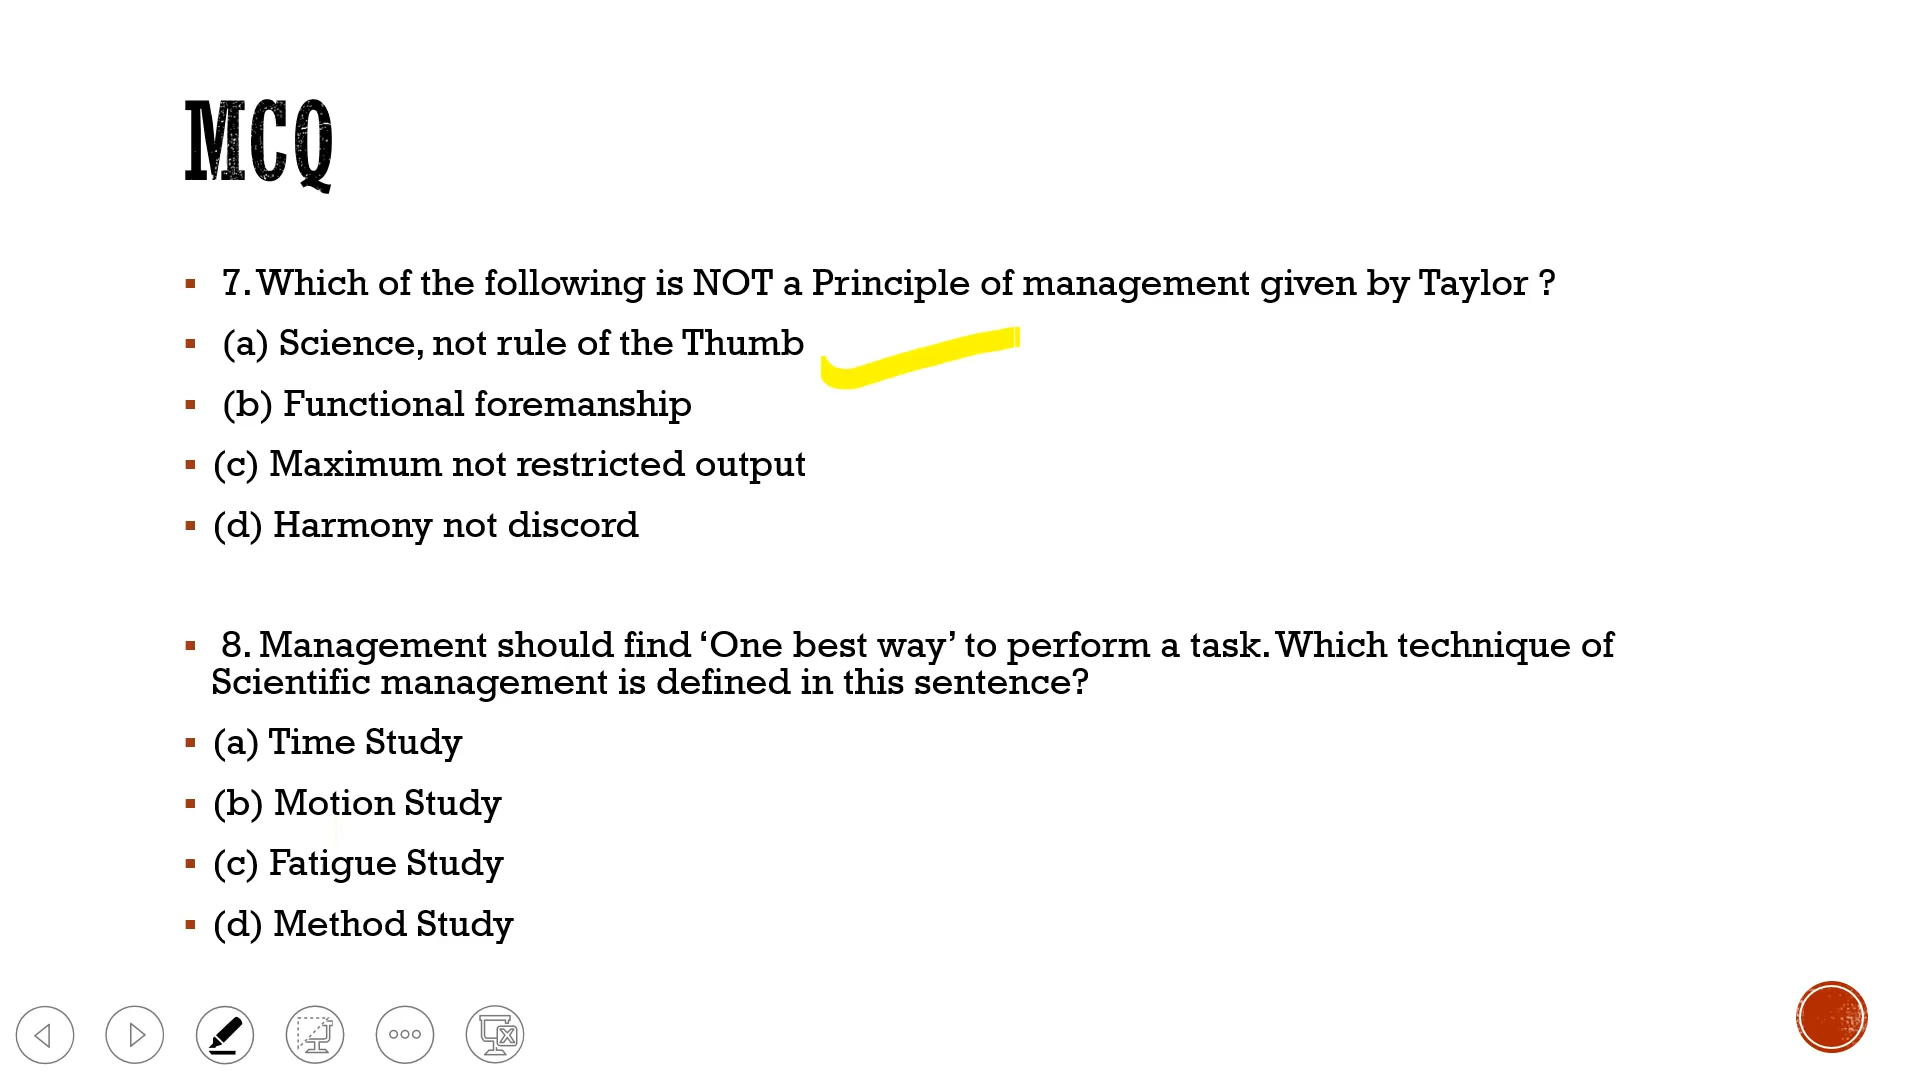 MCQ
7. Which of the following is NOT a Principle of management given by Taylor ?
(a) Science, not rule of the Thumb
(b) Functional foremanship
(c) Maximum not restricted output
(d) Harmony not discord
8. Management should find ‘One best way’ to perform a task. Which technique of
Scientific management is defined in this sentence?
(a) Time Study
(b) Motion Study
(c) Fatigue Study
(d) Method Study